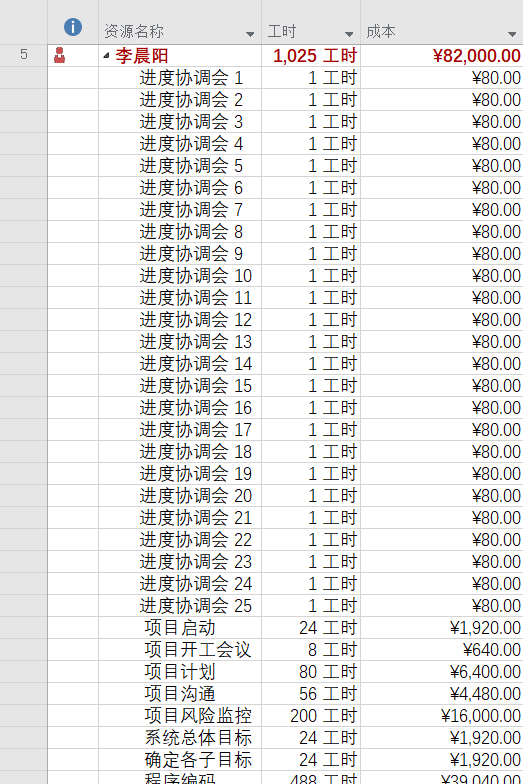 资源名称 工时 成本
5 李晨阳 1,025 工时 ¥82,000.00
进度协调会 1 1 工时 ¥80.00
进度协调会 2 1 工时 ¥80.00
进度协调会 3 1 工时 ¥80.00
进度协调会 4 1 工时 ¥80.00
进度协调会 5 1 工时 ¥80.00
进度协调会 6 1 工时 ¥80.00
进度协调会 7 1 工时 ¥80.00
进度协调会 8 1 工时 ¥80.00
进度协调会 9 1 工时 ¥80.00
进度协调会 10 1 工时 ¥80.00
进度协调会 11 1 工时 ¥80.00
进度协调会 12 1 工时 ¥80.00
进度协调会 13 1 工时 ¥80.00
进度协调会 14 1 工时 ¥80.00
进度协调会 15 1 工时 ¥80.00
进度协调会 16 1 工时 ¥80.00
进度协调会 17 1 工时 ¥80.00
进度协调会 18 1 工时 ¥80.00
进度协调会 19 1 工时 ¥80.00
进度协调会 20 1 工时 ¥80.00
进度协调会 21 1 工时 ¥80.00
进度协调会 22 1 工时 ¥80.00
进度协调会 23 1 工时 ¥80.00
进度协调会 24 1 工时 ¥80.00
进度协调会 25 1 工时 ¥80.00
项目启动 24 工时 ¥1,920.00
项目开工会议 8 工时 ¥640.00
项目计划 80 工时 ¥6,400.00
项目沟通 56 工时 ¥4,480.00
项目风险监控 200 工时 ¥16,000.00
系统总体目标 24 工时 ¥1,920.00
确定各子目标 24 工时 ¥1,920.00
程序编码 488 工时 ¥39,040.00